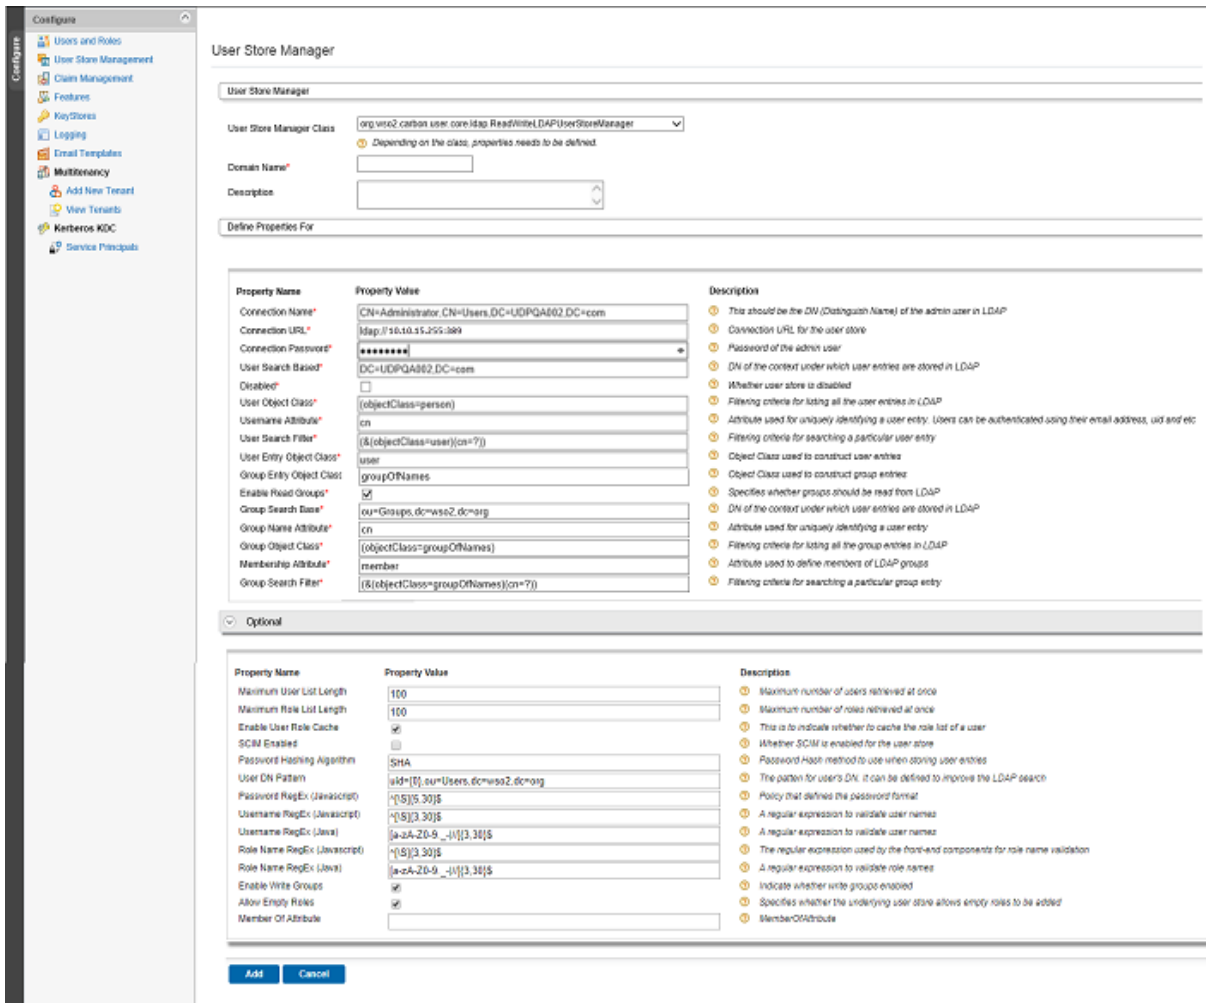 Configure
Configure
Users and Roles
User Store Management
Claim Management
Features
KeyStores
Logging
Email Templates
Multitenancy
Add New Tenant
View Tenants
Kerberos KDC
Service Principals
User Store Manager
User Store Manager
User Store Manager Class org.wso2.carbon.user.core.ldap.ReadWriteLDAPUserStoreManager
Depending on the class, properties needs to be defined.
Domain Name*
Description
Define Properties For
Property Name Property Value Description
Connection Name* CN=Administrator,CN=Users,DC=UDPQA002,DC=com This should be the DN (Distinguish Name) of the admin user in LDAP
Connection URL* ldap://10.10.15.255:389 Connection URL for the user store
Connection Password* •••••••• Password of the admin user
User Search Based* DC=UDPQA002,DC=com DN of the context under which user entries are stored in LDAP
Disabled* Whether user store is disabled
User Object Class* (objectClass=person) Filtering criteria for listing all the user entries in LDAP
Username Attribute* cn Attribute used for uniquely identifying a user entry. Users can be authenticated using their email address, uid and etc
User Search Filter* (&(objectClass=user)(cn=?)) Filtering criteria for searching a particular user entry
User Entry Object Class* user Object Class used to construct user entries
Group Entry Object Class groupOfNames Object Class used to construct group entries
Enable Read Groups* Specifies whether groups should be read from LDAP
Group Search Base* ou=Groups,dc=wso2,dc=org DN of the context under which user entries are stored in LDAP
Group Name Attribute* cn Attribute used for uniquely identifying a user entry
Group Object Class* (objectClass=groupOfNames) Filtering criteria for listing all the group entries in LDAP
Membership Attribute* member Attribute used to define members of LDAP groups
Group Search Filter* (&(objectClass=groupOfNames)(cn=?)) Filtering criteria for searching a particular group entry
Optional
Property Name Property Value Description
Maximum User List Length 100 Maximum number of users retrieved at once
Maximum Role List Length 100 Maximum number of roles retrieved at once
Enable User Role Cache This is to indicate whether to cache the role list of a user
SCIM Enabled Whether SCIM is enabled for the user store
Password Hashing Algorithm SHA Password Hash method to use when storing user entries
User DN Pattern uid={0},ou=Users,dc=wso2,dc=org The patten for user's DN. It can be defined to improve the LDAP search
Password RegEx (Javascript) ^[\S]{5,30}$ Policy that defines the password format
Username RegEx (Javascript) ^[\S]{3,30}$ A regular expression to validate user names
Username RegEx (Java) [a-zA-Z0-9._-|//]{3,30}$ A regular expression to validate user names
Role Name RegEx (Javascript) ^[\S]{3,30}$ The regular expression used by the front-end components for role name validation
Role Name RegEx (Java) [a-zA-Z0-9._-|//]{3,30}$ A regular expression to validate role names
Enable Write Groups Indicate whether write groups enabled
Allow Empty Roles Specifies whether the underlying user store allows empty roles to be added
Member Of Attribute MemberOfAttribute
Add Cancel